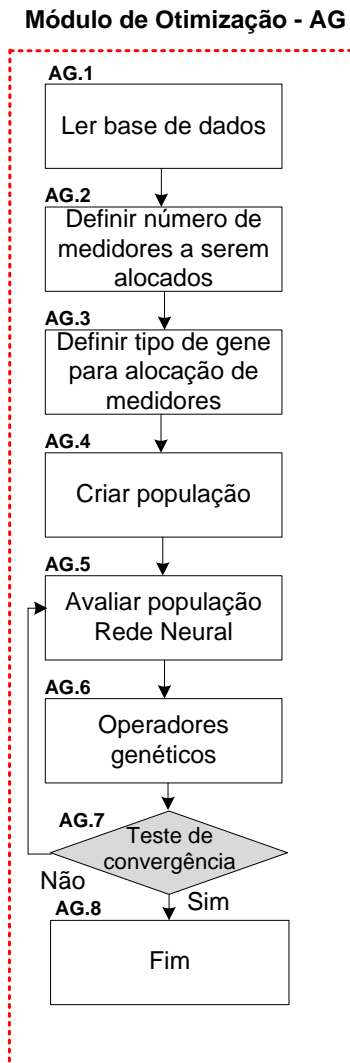 Módulo de Otimização - AG
AG.1
Ler base de dados
AG.2
Definir número de
medidores a serem
alocados
AG.3
Definir tipo de gene
para alocação de
medidores
AG.4
Criar população
AG.5
Avaliar população
Rede Neural
AG.6
Operadores
genéticos
AG.7
Teste de
convergência
Não
Sim
AG.8
Fim